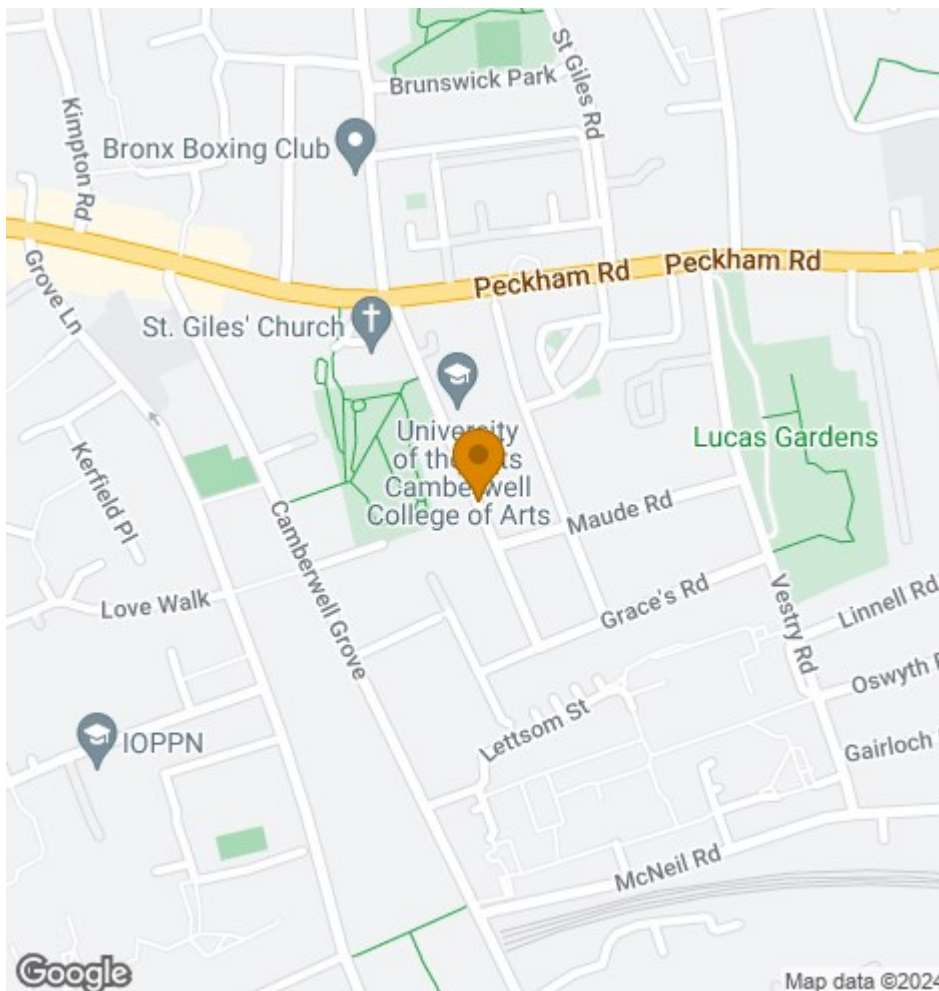 Brunswick Park
St Giles Rd
Kimpton Rd
Bronx Boxing Club
Peckham Rd
Peckham Rd
Grove Ln
St. Giles' Church
University
of the
Camberwell
College of Arts
Lucas Gardens
Kerfield Pl
Maude Rd
Camberwell Grove
Love Walk
Grace's Rd
Vestry Rd
Linnell Rd
Oswyth
Lettsom St
IOPPN
Gairloch
McNeil Rd
Google
Map data ©2024